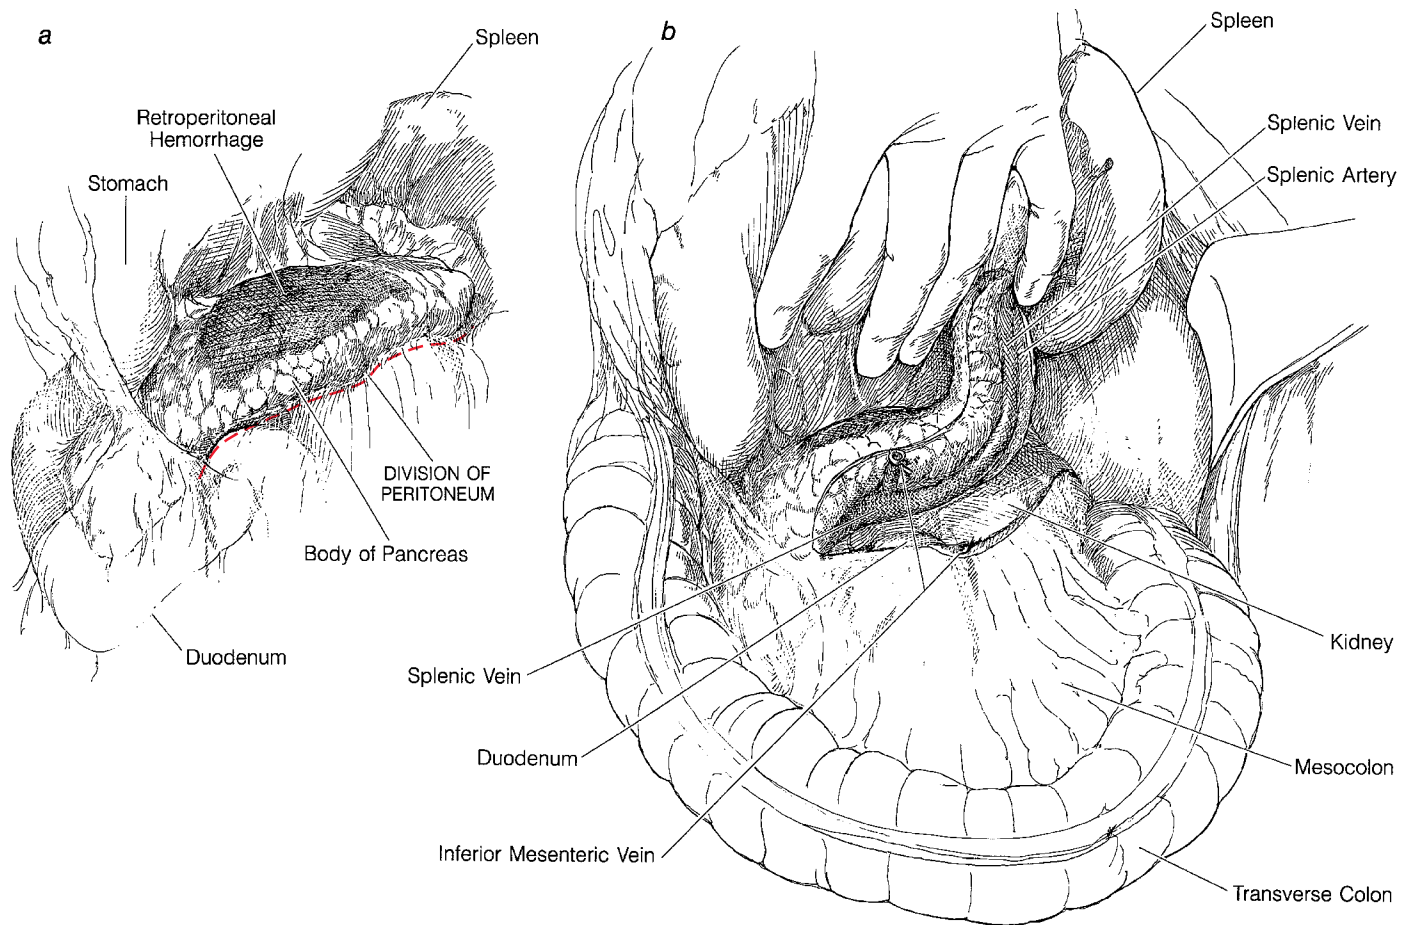 a
Spleen
Retroperitoneal
Hemorrhage
Stomach
DIVISION OF
PERITONEUM
Body of Pancreas
Duodenum
b
Spleen
Splenic Vein
Splenic Artery
Kidney
Splenic Vein
Duodenum
Mesocolon
Inferior Mesenteric Vein
Transverse Colon